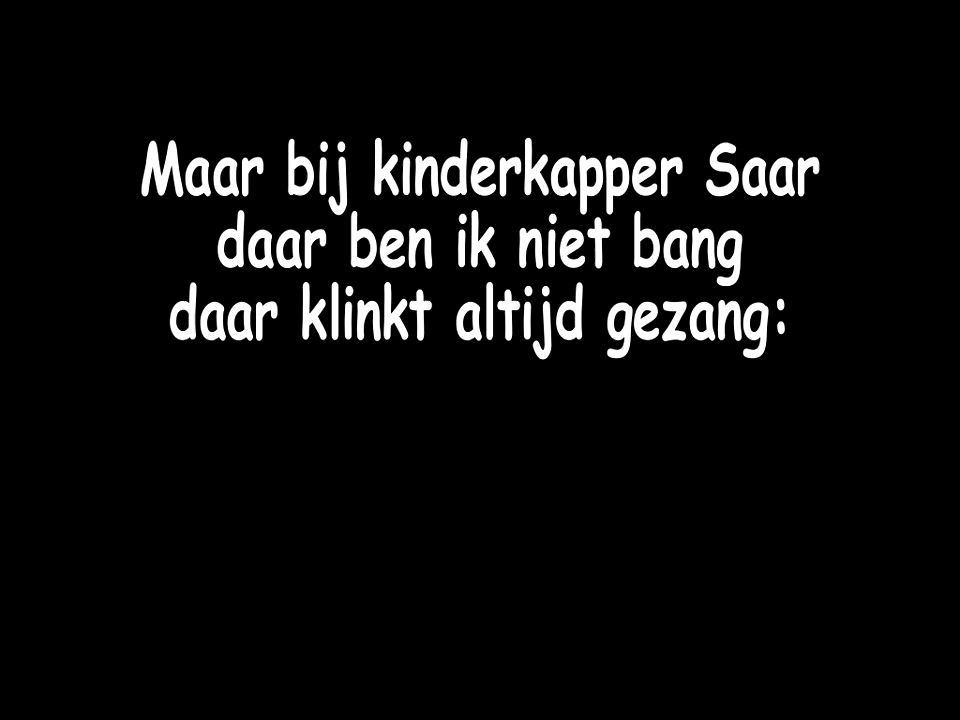 Maar bij kinderkapper Saar
daar ben ik niet bang
daar klinkt altijd gezang: